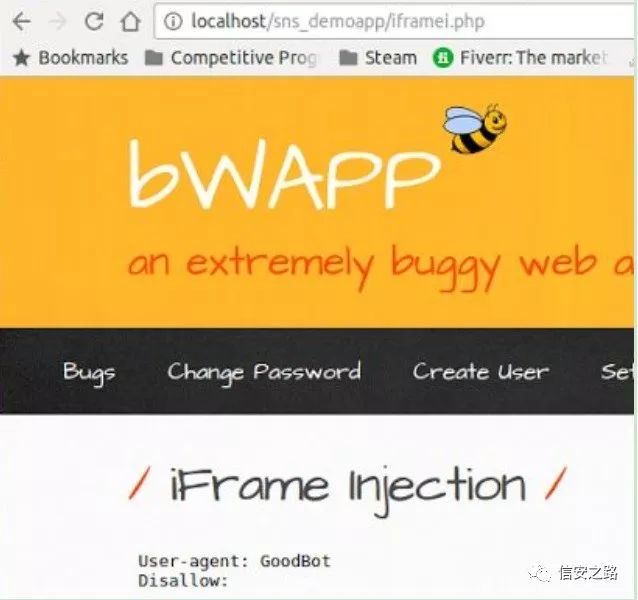 localhost/sns_demoapp/iframei.php
Bookmarks Competitive Prog Steam Fiverr: The market
bWAPP
an extremely buggy web a
Bugs Change Password Create User Set
/ iFrame Injection /
User-agent: GoodBot
Disallow:
信安之路